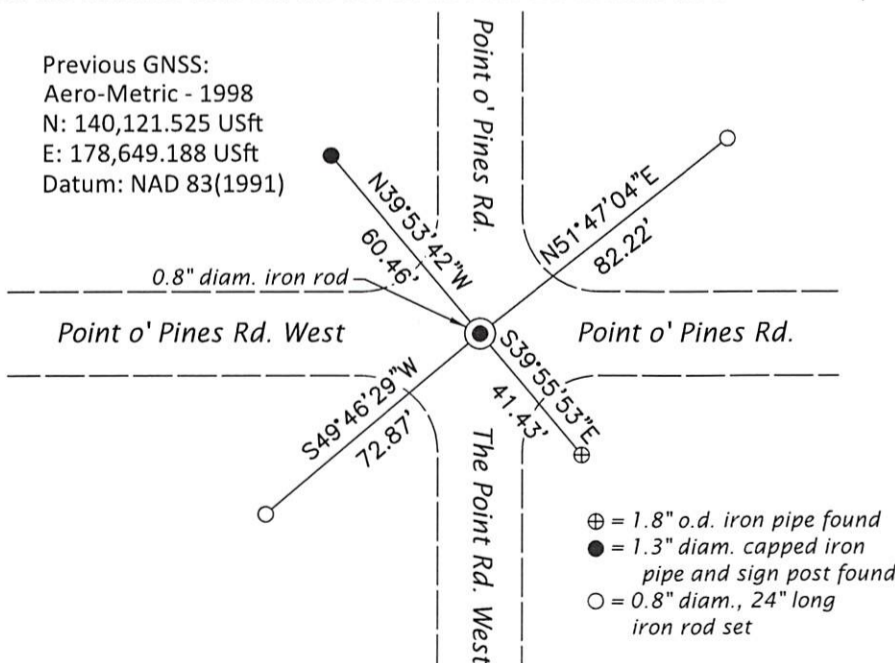 Previous GNSS:
Aero-Metric - 1998
N: 140,121.525 USft
E: 178,649.188 USft
Datum: NAD 83(1991)
Point o' Pines Rd.
N39°53'42"W
60.46'
N51°47'04"E
82.22'
0.8" diam. iron rod
Point o' Pines Rd. West
Point o' Pines Rd.
S49°46'29"W
72.87'
S39°55'53"E
41.43'
The Point Rd. West
⊕ = 1.8" o.d. iron pipe found
● = 1.3" diam. capped iron
pipe and sign post found
○ = 0.8" diam., 24" long
iron rod set